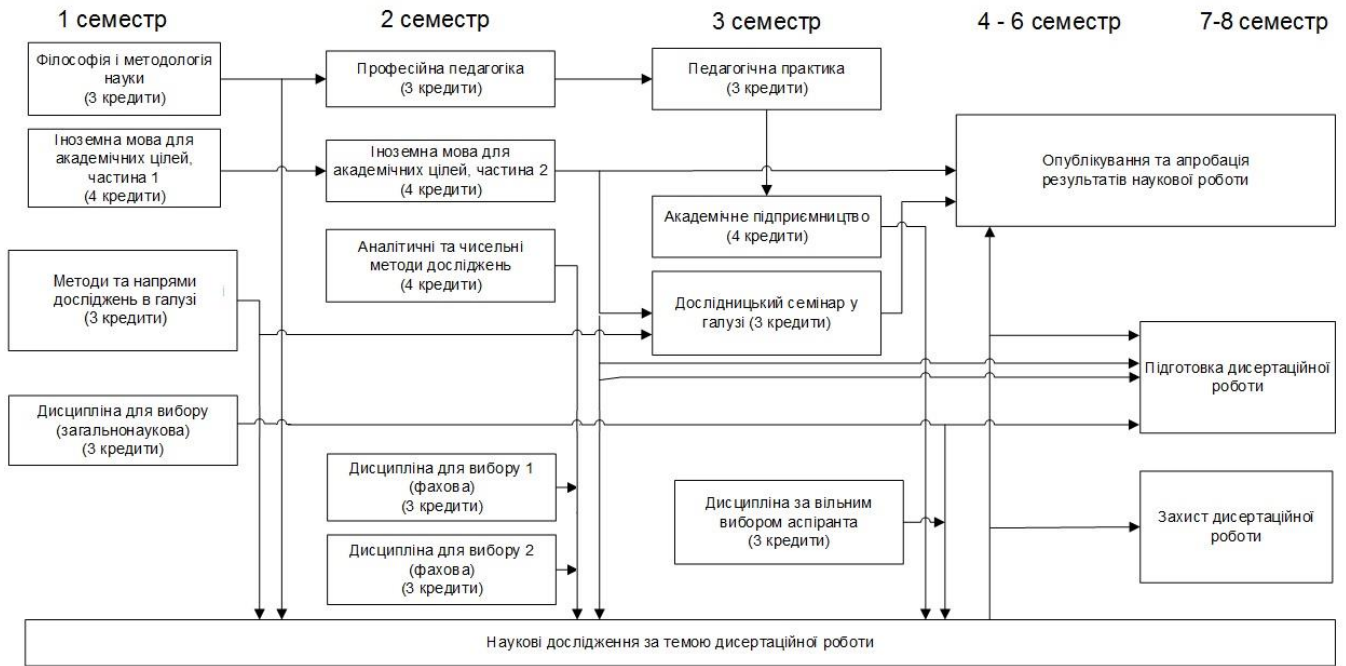 1 семестр
2 семестр
3 семестр
4 - 6 семестр
7-8 семестр
Філософія і методологія
науки
(3 кредити)
Професійна педагогіка
(3 кредити)
Педагогічна практика
(3 кредити)
Іноземна мова для
академічних цілей,
частина 1
(4 кредити)
Іноземна мова для
академічних цілей, частина 2
(4 кредити)
Опублікування та апробація
результатів наукової роботи
Академічне підприємництво
(4 кредити)
Методи та напрями
досліджень в галузі
(3 кредити)
Аналітичні та чисельні
методи досліджень
(4 кредити)
Дослідницький семінар у
галузі (3 кредити)
Підготовка дисертаційної
роботи
Дисципліна для вибору
(загальнонаукова)
(3 кредити)
Дисципліна для вибору 1
(фахова)
(3 кредити)
Дисципліна за вільним
вибором аспіранта
(3 кредити)
Захист дисертаційної
роботи
Дисципліна для вибору 2
(фахова)
(3 кредити)
Наукові дослідження за темою дисертаційної роботи